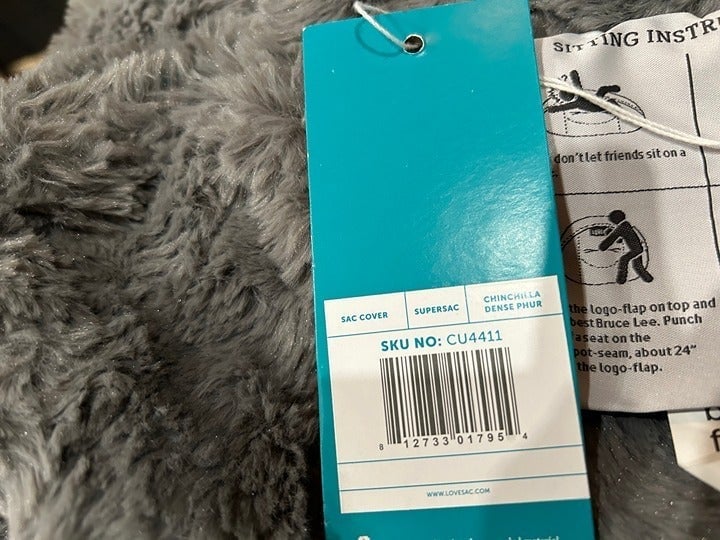 SITTING INSTR
don't let friends sit on a
the logo-flap on top and
best Bruce Lee. Punch
a seat on the
pot-seam, about 24"
the logo-flap.
SAC COVER
SUPERSAC
CHINCHILLA
DENSE PHUR
SKU NO: CU4411
8 12733 01795 4
WWW.LOVESAC.COM